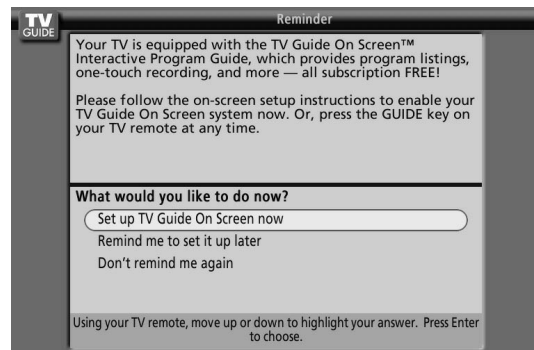 TV
GUIDE
Reminder
Your TV is equipped with the TV Guide On Screen™
Interactive Program Guide, which provides program listings,
one-touch recording, and more — all subscription FREE!
Please follow the on-screen setup instructions to enable your
TV Guide On Screen system now. Or, press the GUIDE key on
your TV remote at any time.
What would you like to do now?
Set up TV Guide On Screen now
Remind me to set it up later
Don't remind me again
Using your TV remote, move up or down to highlight your answer. Press Enter
to choose.